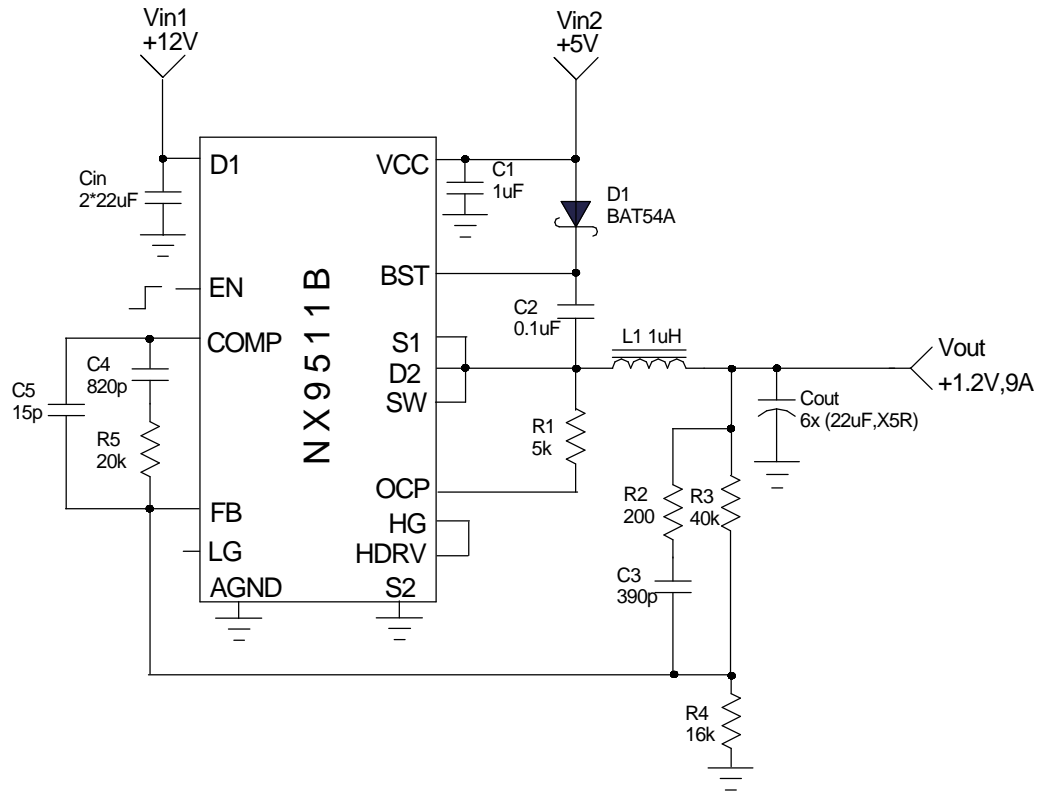 Vin1
+12V
Vin2
+5V
D1
VCC
C1
1uF
Cin
2*22uF
D1
BAT54A
EN
BST
NX9511B
C2
0.1uF
COMP
S1
L1 1uH
C4
820p
D2
Vout
+1.2V,9A
C5
15p
SW
Cout
6x (22uF,X5R)
R5
20k
R1
5k
OCP
R2
200
R3
40k
FB
HG
LG
HDRV
C3
390p
AGND
S2
R4
16k